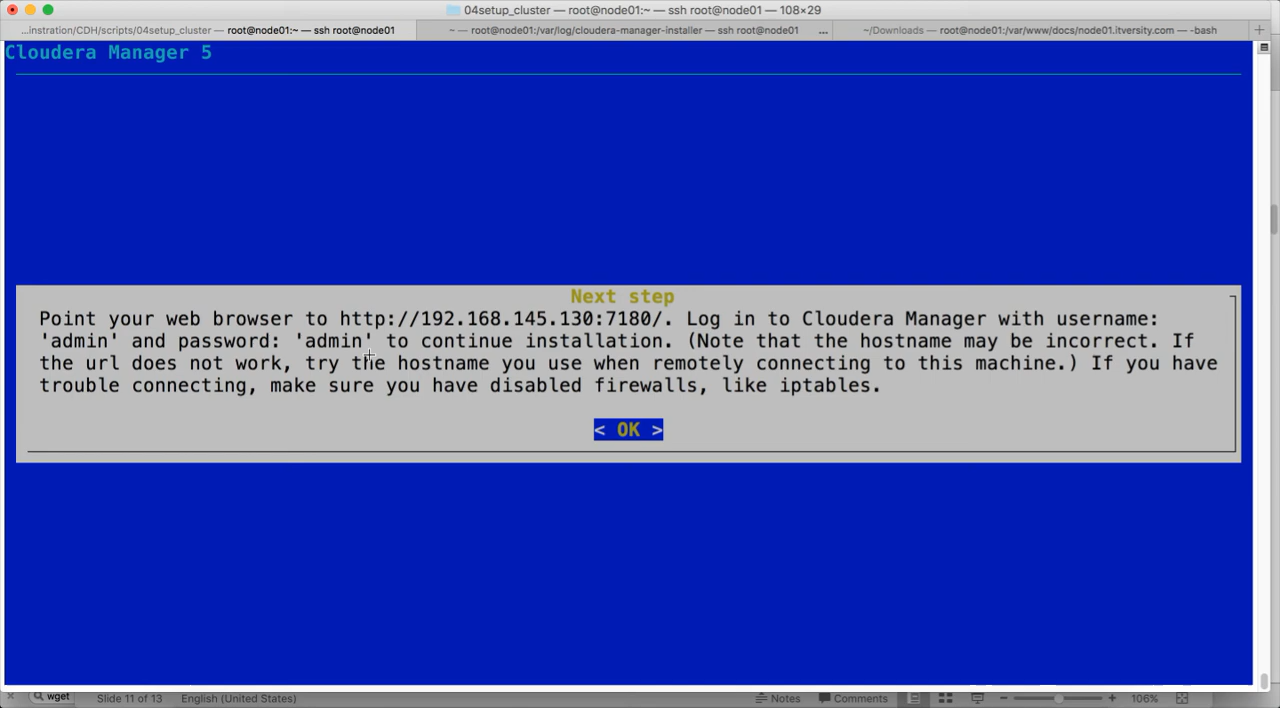 04setup_cluster — root@node01:~ — ssh root@node01 — 108×29
...instration/CDH/scripts/04setup_cluster — root@node01:~ — ssh root@node01
~ — root@node01:/var/log/cloudera-manager-installer — ssh root@node01 ...
~/Downloads — root@node01:/var/www/docs/node01.itversity.com — -bash +
Cloudera Manager 5
Next step
Point your web browser to http://192.168.145.130:7180/. Log in to Cloudera Manager with username:
'admin' and password: 'admin' to continue installation. (Note that the hostname may be incorrect. If
the url does not work, try the hostname you use when remotely connecting to this machine.) If you have
trouble connecting, make sure you have disabled firewalls, like iptables.
< OK >
wget Slide 11 of 13 English (United States) Notes Comments 106%